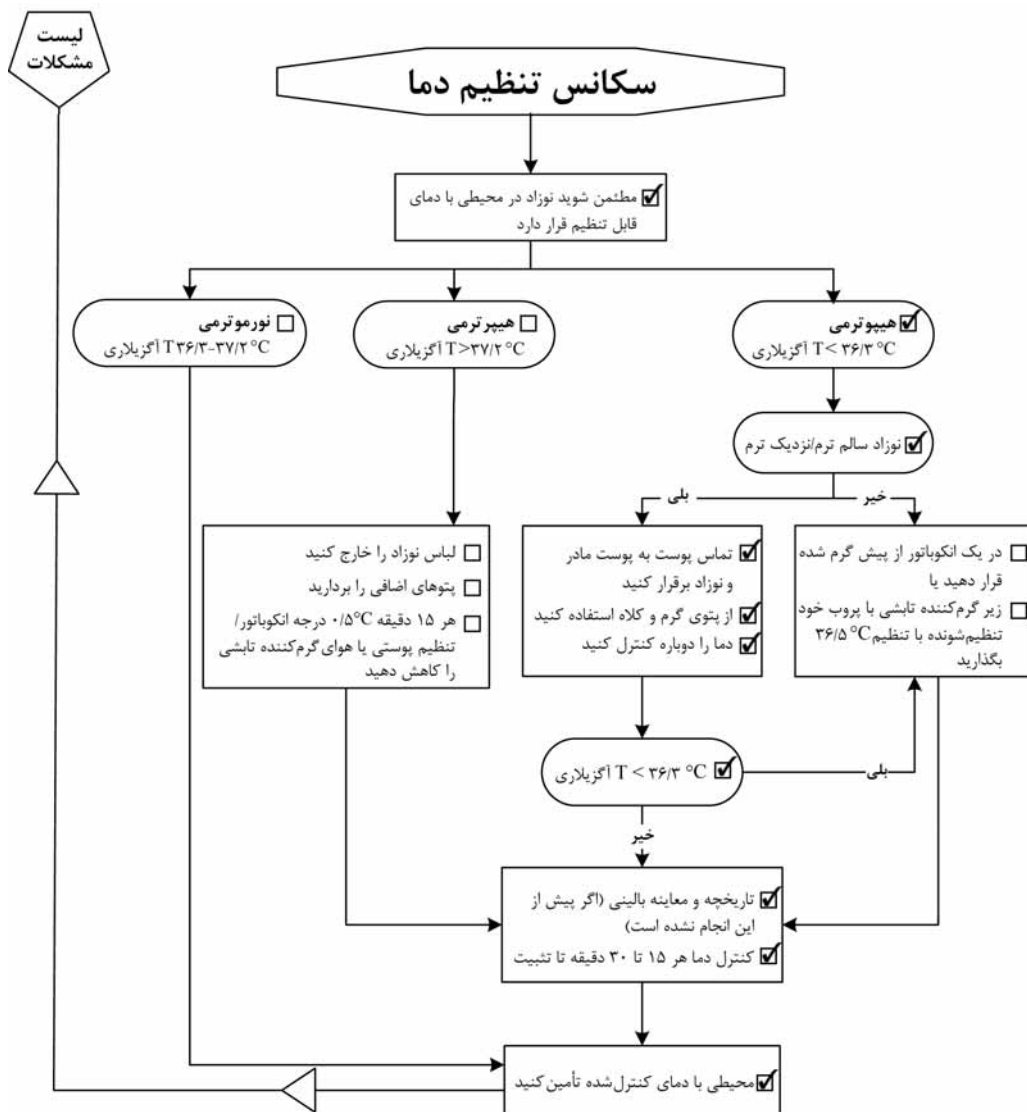 لیست
مشکلات
سکانس تنظیم دما
☑ مطئمن شوید نوزاد در محیطی با دمای
قابل تنظیم قرار دارد
☑ هیپوترمی
T< ۳۶/۳ °C آگزیلاری
☐ هیپرترمی
T>۳۷/۲ °C آگزیلاری
☐ نورموترمی
T ۳۶/۳-۳۷/۲ °C آگزیلاری
☑ نوزاد سالم ترم/نزدیک ترم
خیر
بلی
☐ در یک انکوباتور از پیش گرم شده
قرار دهید یا
☐ زیر گرم‌کننده تابشی با پروب خود
تنظیم‌شونده با تنظیم ۳۶/۵ °C
بگذارید
☑ تماس پوست به پوست مادر
و نوزاد برقرار کنید
☑ از پتوی گرم و کلاه استفاده کنید
☑ دما را دوباره کنترل کنید
☐ لباس نوزاد را خارج کنید
☐ پتوهای اضافی را بردارید
☐ هر ۱۵ دقیقه ۰/۵°C درجه انکوباتور/
تنظیم پوستی یا هوای گرم‌کننده تابشی
را کاهش دهید
☑ T < ۳۶/۳ °C آگزیلاری
بلی
خیر
☑ تاریخچه و معاینه بالینی (اگر پیش از
این انجام نشده است)
☑ کنترل دما هر ۱۵ تا ۳۰ دقیقه تا تثبیت
☑ محیطی با دمای کنترل‌شده تأمین کنید